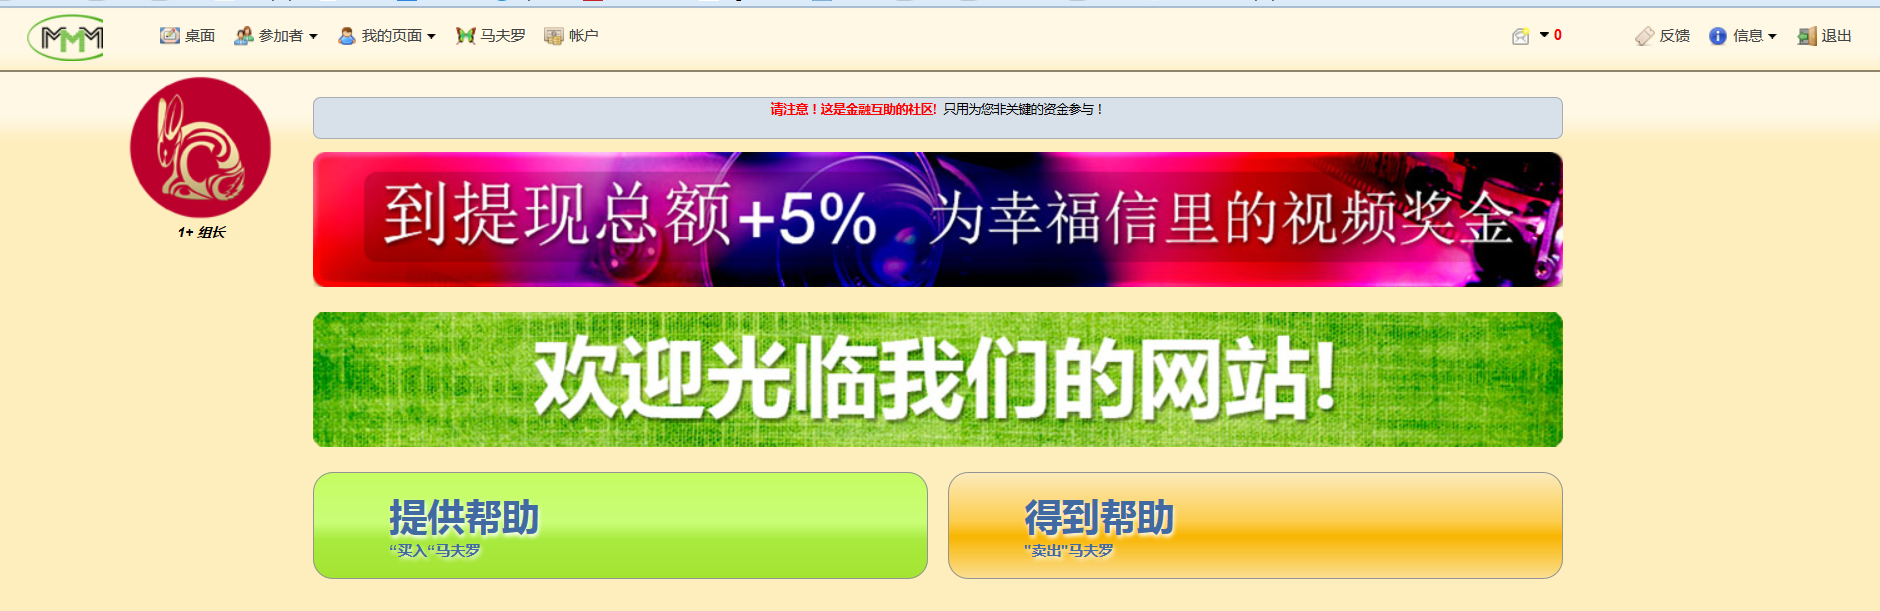 MMM
桌面 参加者 我的页面 马夫罗 帐户 0 反馈 信息 退出
请注意！这是金融互助的社区! 只用为您非关键的资金参与！
1+ 组长
到提现总额+5% 为幸福信里的视频奖金
欢迎光临我们的网站!
提供帮助
“买入“马夫罗
得到帮助
"卖出"马夫罗